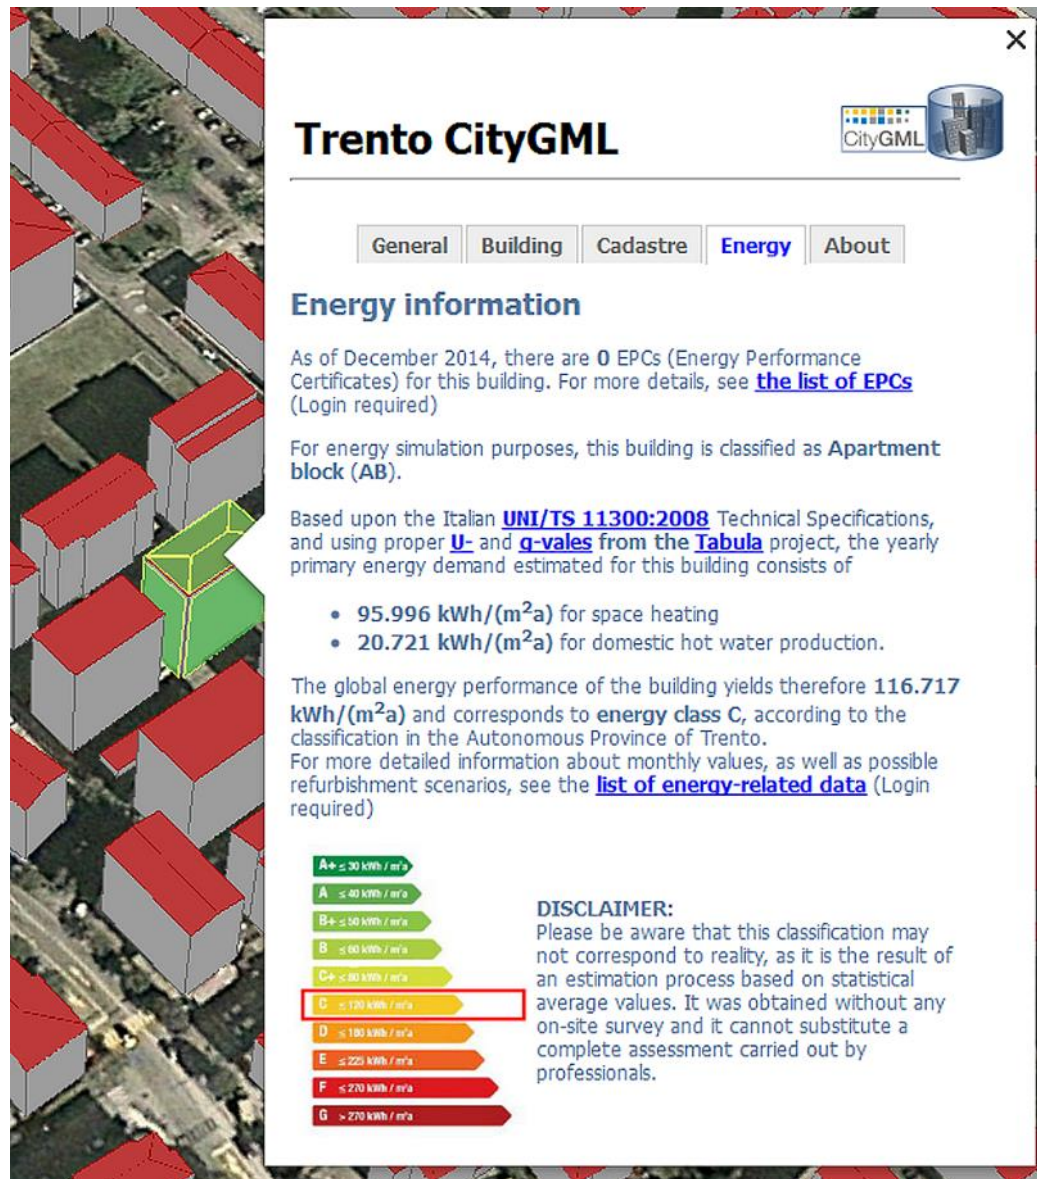 Trento CityGML
CityGML
General Building Cadastre Energy About
Energy information
As of December 2014, there are 0 EPCs (Energy Performance
Certificates) for this building. For more details, see the list of EPCs
(Login required)
For energy simulation purposes, this building is classified as Apartment
block (AB).
Based upon the Italian UNI/TS 11300:2008 Technical Specifications,
and using proper U- and g-vales from the Tabula project, the yearly
primary energy demand estimated for this building consists of
• 95.996 kWh/(m²a) for space heating
• 20.721 kWh/(m²a) for domestic hot water production.
The global energy performance of the building yields therefore 116.717
kWh/(m²a) and corresponds to energy class C, according to the
classification in the Autonomous Province of Trento.
For more detailed information about monthly values, as well as possible
refurbishment scenarios, see the list of energy-related data (Login
required)
A+ ≤ 30 kWh / m²a
A ≤ 40 kWh / m²a
B+ ≤ 50 kWh / m²a
B ≤ 60 kWh / m²a
C+ ≤ 80 kWh / m²a
C ≤ 120 kWh / m²a
D ≤ 180 kWh / m²a
E ≤ 225 kWh / m²a
F ≤ 270 kWh / m²a
G > 270 kWh / m²a
DISCLAIMER:
Please be aware that this classification may
not correspond to reality, as it is the result of
an estimation process based on statistical
average values. It was obtained without any
on-site survey and it cannot substitute a
complete assessment carried out by
professionals.